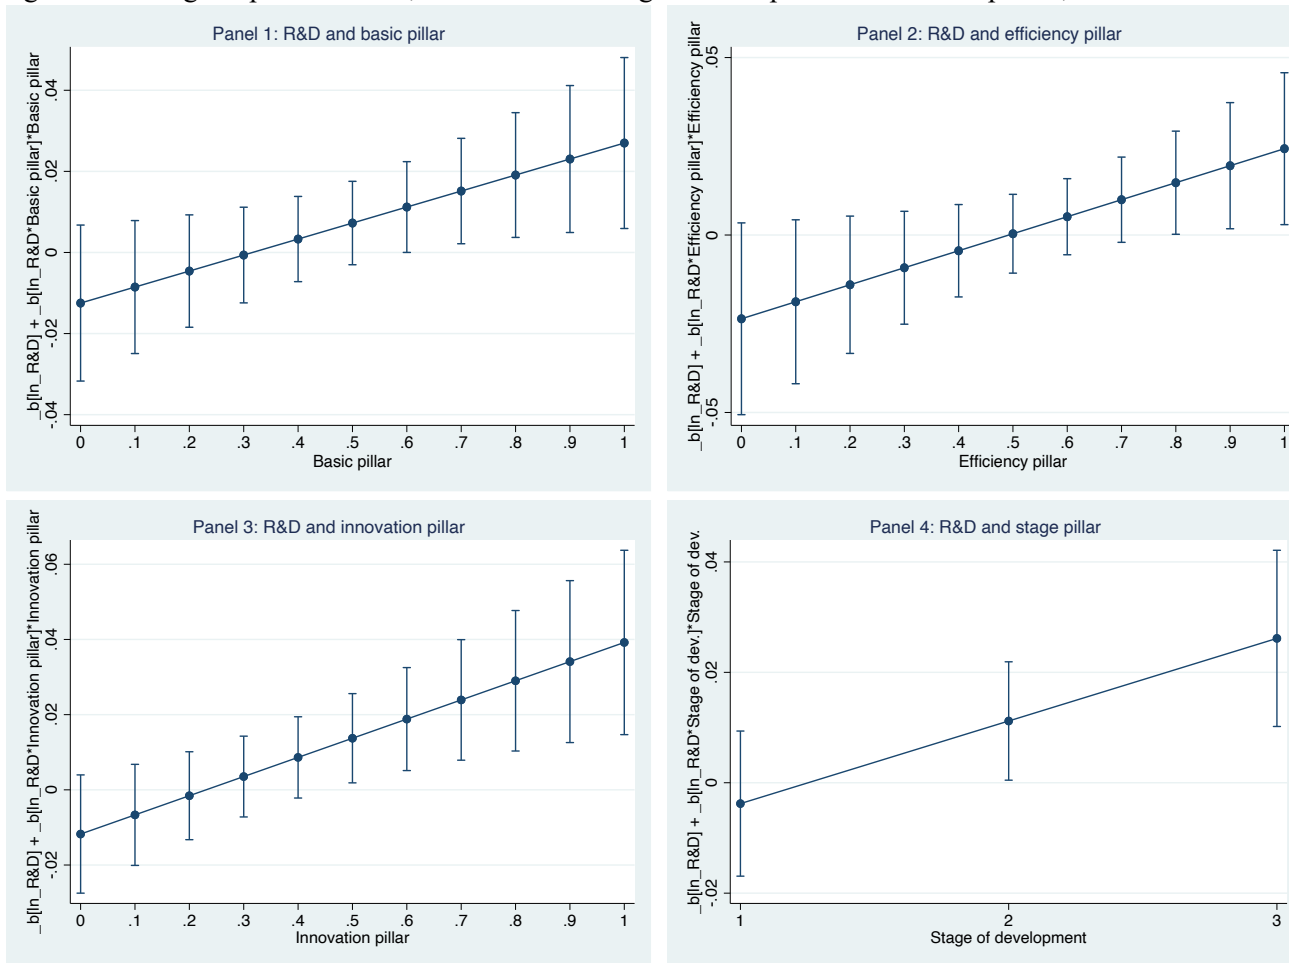 Panel 1: R&D and basic pillar
_b[ln_R&D] + _b[ln_R&D*Basic pillar]*Basic pillar
.04
.02
0
-.02
-.04
0 .1 .2 .3 .4 .5 .6 .7 .8 .9 1
Basic pillar
Panel 2: R&D and efficiency pillar
_b[ln_R&D] + _b[ln_R&D*Efficiency pillar]*Efficiency pillar
.05
0
-.05
0 .1 .2 .3 .4 .5 .6 .7 .8 .9 1
Efficiency pillar
Panel 3: R&D and innovation pillar
_b[ln_R&D] + _b[ln_R&D*Innovation pillar]*Innovation pillar
.06
.04
.02
0
-.02
0 .1 .2 .3 .4 .5 .6 .7 .8 .9 1
Innovation pillar
Panel 4: R&D and stage pillar
_b[ln_R&D] + _b[ln_R&D*Stage of dev.]*Stage of dev.
.04
.02
0
-.02
1 2 3
Stage of development